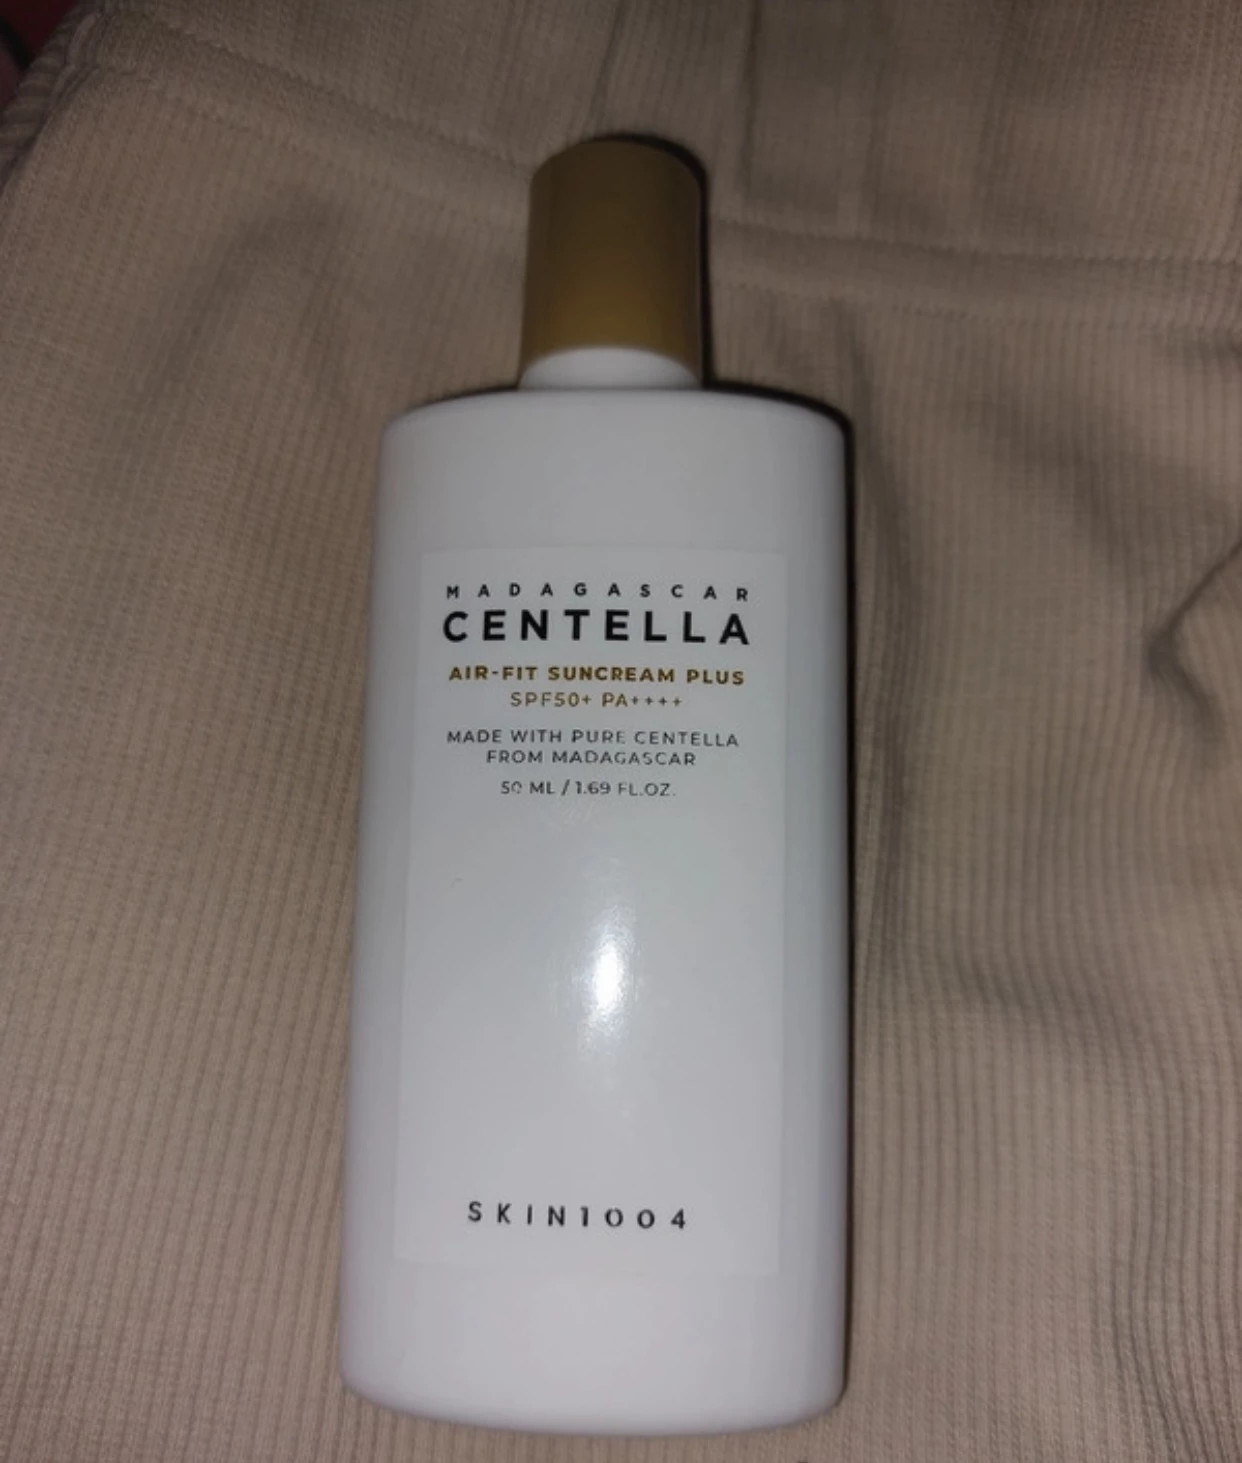 MADAGASCAR
CENTELLA
AIR-FIT SUNCREAM PLUS
SPF50+ PA++++
MADE WITH PURE CENTELLA
FROM MADAGASCAR
50 ML / 1.69 FL.OZ.
SKIN1004